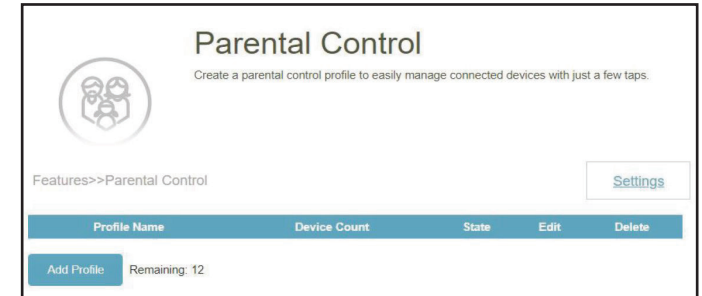 Parental Control
Create a parental control profile to easily manage connected devices with just a few taps.
Features>>Parental Control
Settings
Profile Name Device Count State Edit Delete
Add Profile Remaining: 12